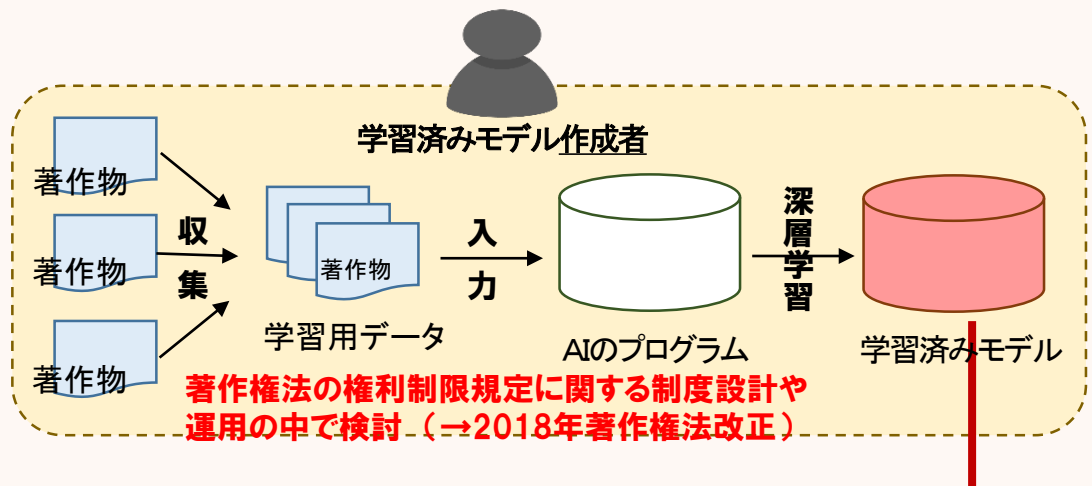 学習済みモデル作成者
著作物
著作物
著作物
収集
著作物
学習用データ
入力
AIのプログラム
深層学習
学習済みモデル
著作権法の権利制限規定に関する制度設計や
運用の中で検討（→2018年著作権法改正）